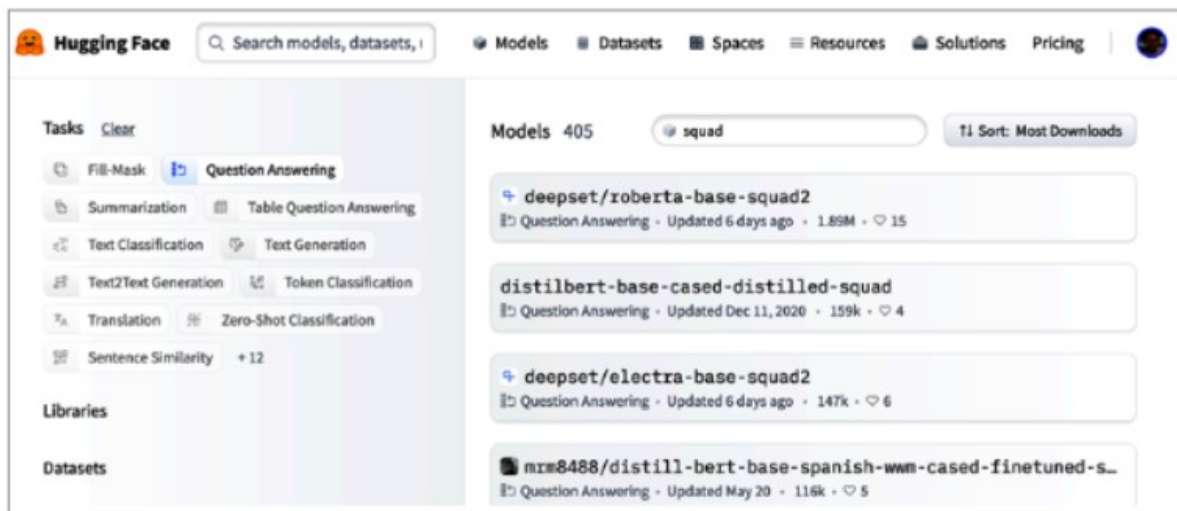 Hugging Face Search models, datasets, Models Datasets Spaces Resources Solutions Pricing
Tasks Clear
Fill-Mask Question Answering
Summarization Table Question Answering
Text Classification Text Generation
Text2Text Generation Token Classification
Translation Zero-Shot Classification
Sentence Similarity +12
Libraries
Datasets
Models 405 squad ↑↓ Sort: Most Downloads
deepset/roberta-base-squad2
Question Answering • Updated 6 days ago • 1.89M • ♡ 15
distilbert-base-cased-distilled-squad
Question Answering • Updated Dec 11, 2020 • 159k • ♡ 4
deepset/electra-base-squad2
Question Answering • Updated 6 days ago • 147k • ♡ 6
mrm8488/distill-bert-base-spanish-wwm-cased-finetuned-s…
Question Answering • Updated May 20 • 116k • ♡ 5